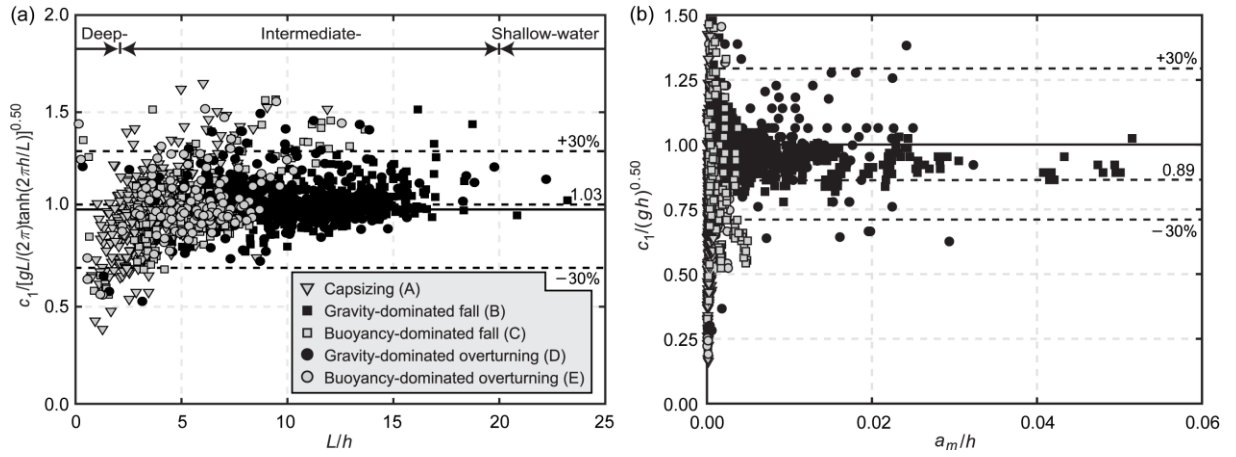 (a)
2.0
Deep-
Intermediate-
Shallow-water
1.5
+30%
1.03
1.0
−30%
0.5
0.0
0
5
10
15
20
25
c1/[gL/(2π)tanh(2πh/L)]^0.50
L/h
Capsizing (A)
Gravity-dominated fall (B)
Buoyancy-dominated fall (C)
Gravity-dominated overturning (D)
Buoyancy-dominated overturning (E)
(b)
1.50
+30%
1.25
1.00
0.89
0.75
−30%
0.50
0.25
0.00
0.00
0.02
0.04
0.06
c1/(gh)^0.50
am/h